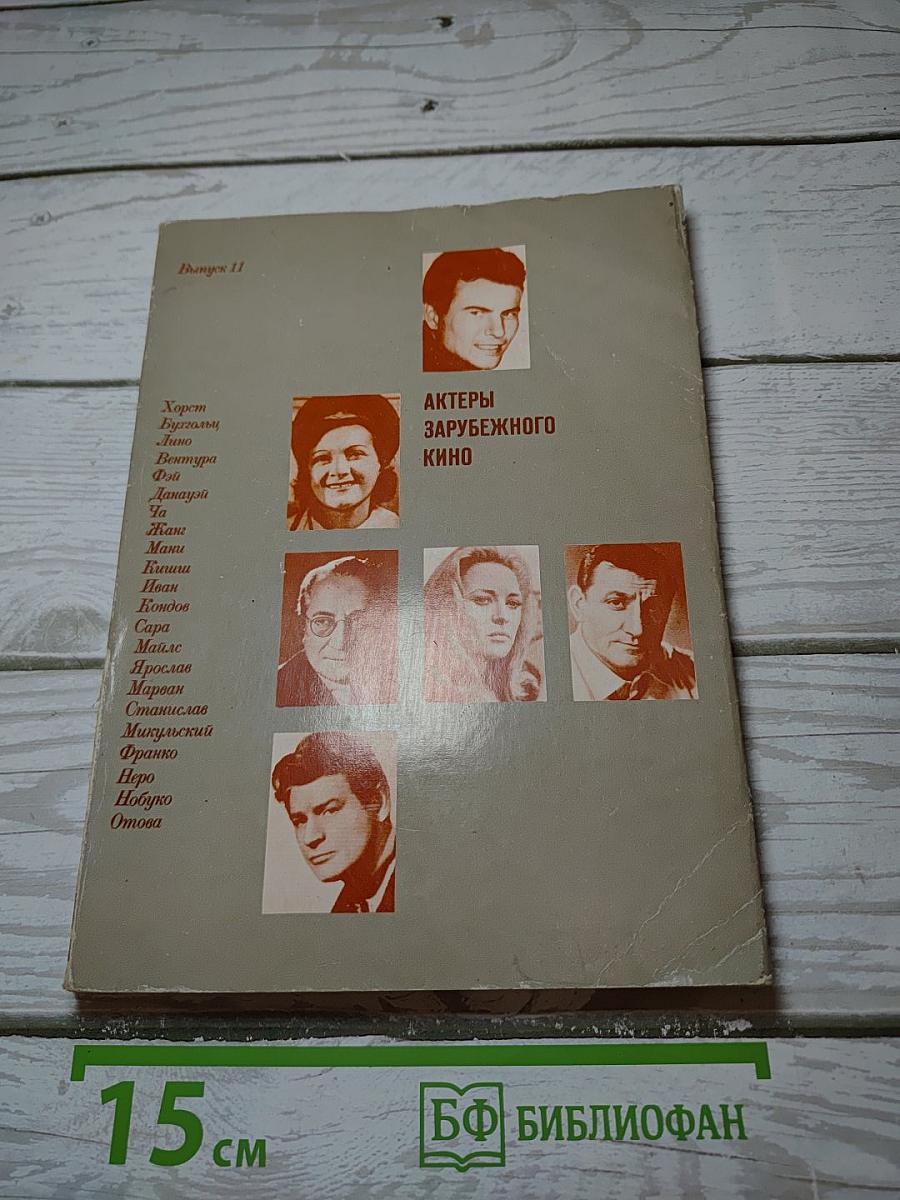 Выпуск 11
АКТЕРЫ
ЗАРУБЕЖНОГО
КИНО
Хорст
Бухгольц
Лино
Вентура
Фэй
Данауэй
Ча
Жанг
Мани
Кишш
Иван
Кондов
Сара
Майлс
Ярослав
Марван
Станислав
Микульский
Франко
Неро
Нобуко
Отова
15 см
БФ БИБЛИОФАН